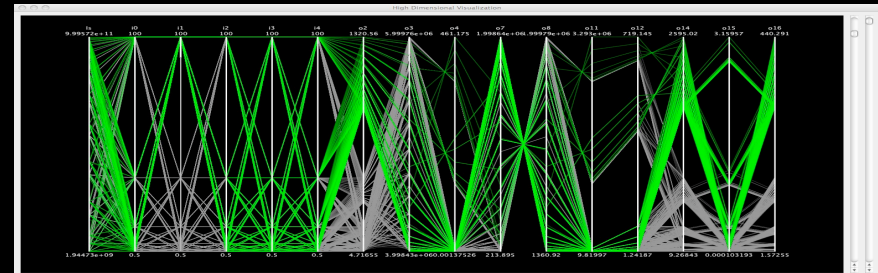 High Dimensional Visualization
is i0 i1 i2 i3 i4 o2 o3 o4 o7 o8 o11 o12 o14 o15 o16
9.99572e+11 100 100 100 100 100 1320.56 5.99976e+06 461.175 1.99864e+06 1.99979e+06 3.293e+06 719.145 2595.02 3.15957 440.291
1.94473e+09 0.5 0.5 0.5 0.5 0.5 4.71655 3.99843e+06 0.00137526 213.895 1360.92 9.81997 1.24187 9.26843 0.000103193 1.57255